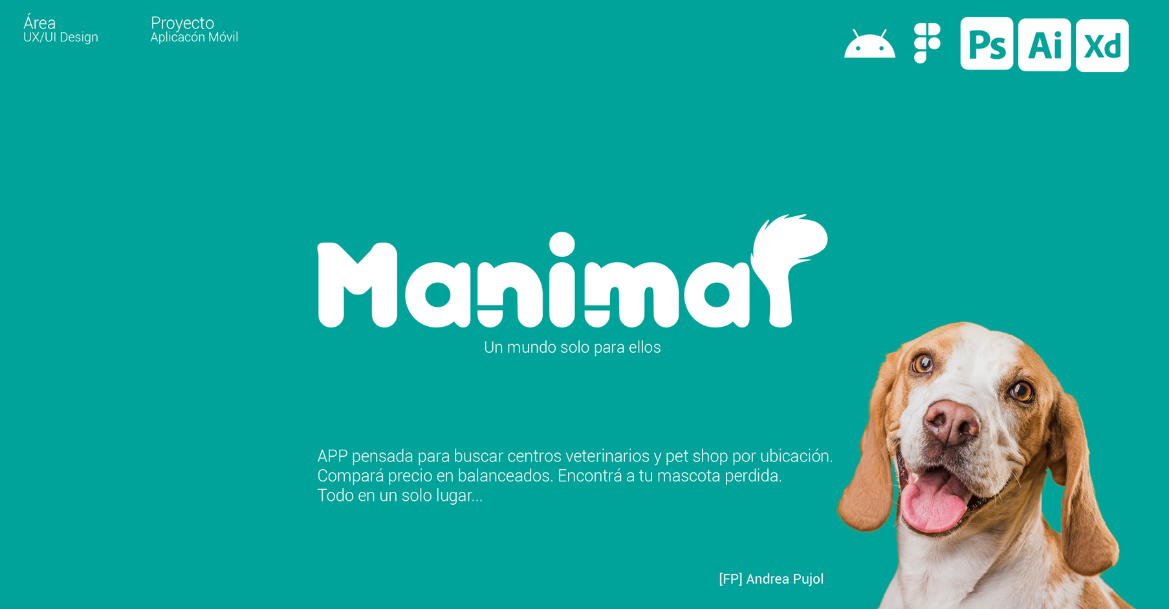 Área
UX/UI Design
Proyecto
Aplicacón Móvil
Ps Ai Xd
Manimal
Un mundo solo para ellos
APP pensada para buscar centros veterinarios y pet shop por ubicación.
Compará precio en balanceados. Encontrá a tu mascota perdida.
Todo en un solo lugar...
[FP] Andrea Pujol